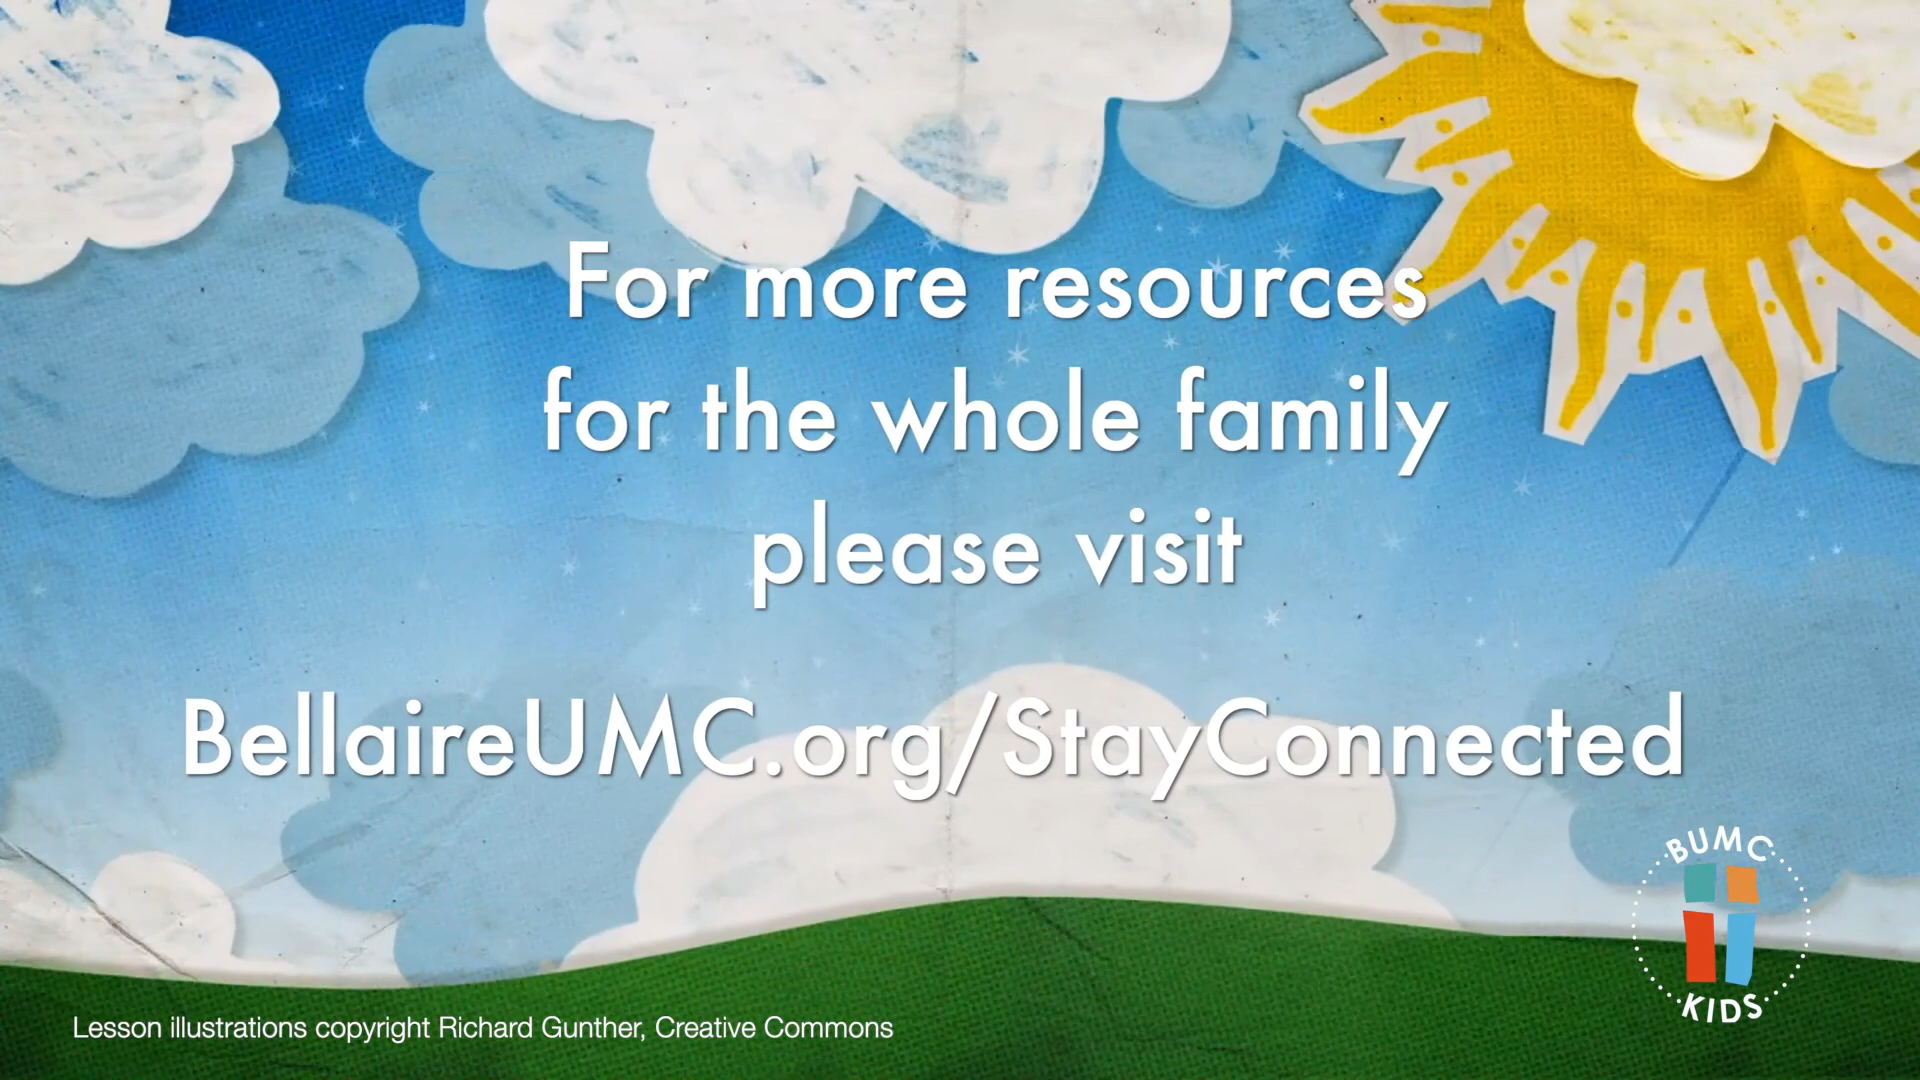 For more resources
for the whole family
please visit
BellaireUMC.org/StayConnected
BUMC
KIDS
Lesson illustrations copyright Richard Gunther, Creative Commons